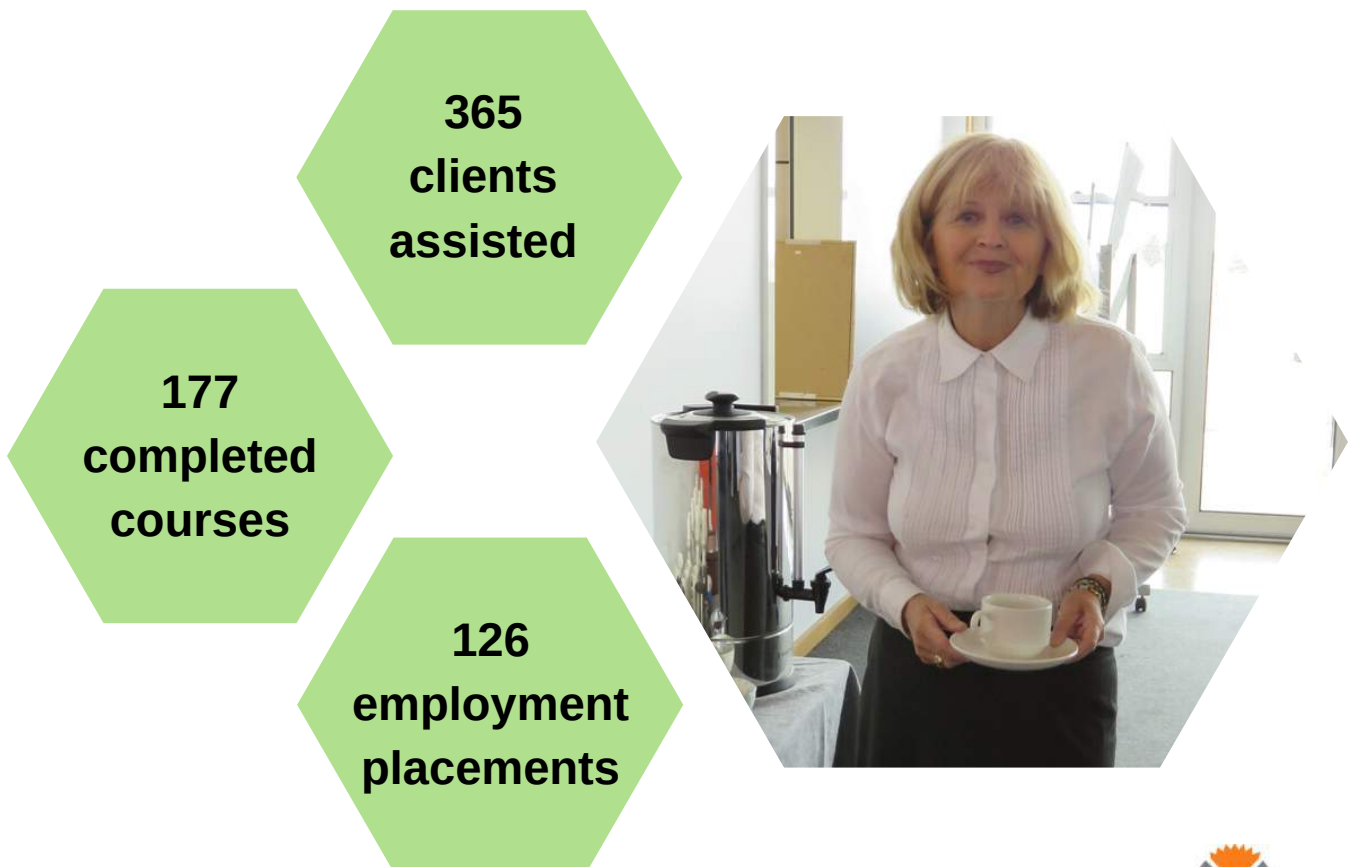 365
clients
assisted
177
completed
courses
126
employment
placements